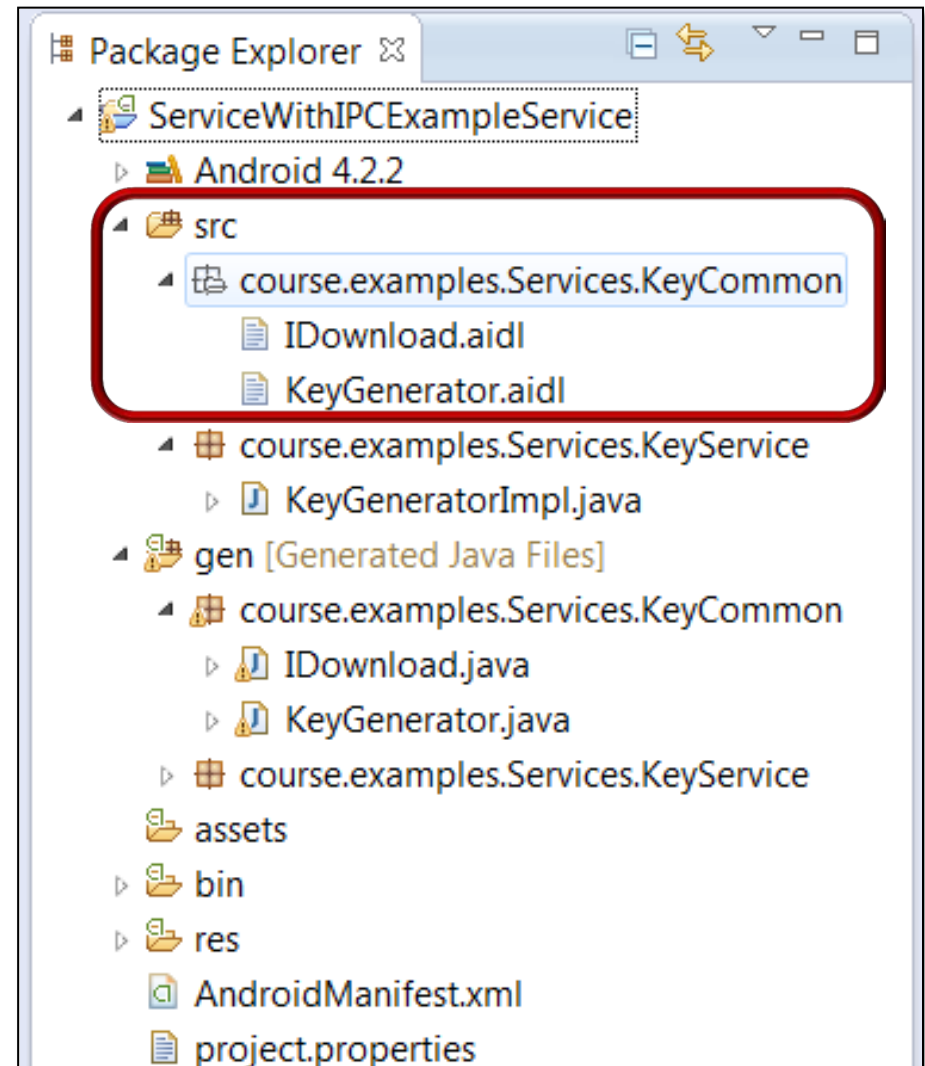 Package Explorer
ServiceWithIPCExampleService
Android 4.2.2
src
course.examples.Services.KeyCommon
IDownload.aidl
KeyGenerator.aidl
course.examples.Services.KeyService
KeyGeneratorImpl.java
gen [Generated Java Files]
course.examples.Services.KeyCommon
IDownload.java
KeyGenerator.java
course.examples.Services.KeyService
assets
bin
res
AndroidManifest.xml
project.properties